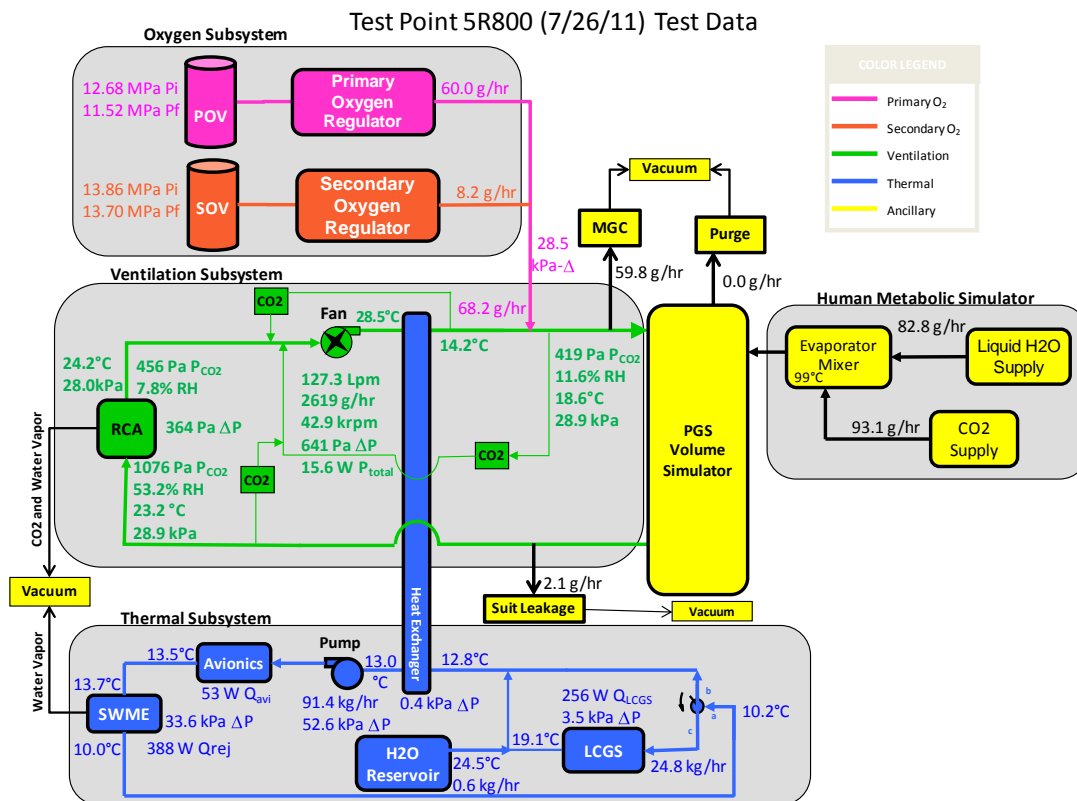 Test Point 5R800 (7/26/11) Test Data
Oxygen Subsystem
12.68 MPa Pi
11.52 MPa Pf
POV
Primary
Oxygen
Regulator
60.0 g/hr
13.86 MPa Pi
13.70 MPa Pf
SOV
Secondary
Oxygen
Regulator
8.2 g/hr
28.5
kPa-Δ
COLOR LEGEND
Primary O₂
Secondary O₂
Ventilation
Thermal
Ancillary
Vacuum
MGC
Purge
59.8 g/hr
0.0 g/hr
Ventilation Subsystem
CO2
Fan
28.5°C
68.2 g/hr
14.2°C
24.2°C
28.0kPa
456 Pa P_CO2
7.8% RH
RCA
364 Pa ΔP
127.3 Lpm
2619 g/hr
42.9 krpm
641 Pa ΔP
15.6 W P_total
419 Pa P_CO2
11.6% RH
18.6°C
28.9 kPa
CO2
CO2
1076 Pa P_CO2
53.2% RH
23.2 °C
28.9 kPa
PGS
Volume
Simulator
Human Metabolic Simulator
82.8 g/hr
Evaporator
Mixer
99°C
Liquid H2O
Supply
93.1 g/hr
CO2
Supply
CO2 and Water Vapor
Vacuum
Water Vapor
2.1 g/hr
Suit Leakage
Vacuum
Heat Exchanger
Thermal Subsystem
13.5°C
Avionics
53 W Q_avi
Pump
13.0
°C
12.8°C
13.7°C
SWME
33.6 kPa ΔP
10.0°C
388 W Qrej
91.4 kg/hr
52.6 kPa ΔP
0.4 kPa ΔP
256 W Q_LCGS
3.5 kPa ΔP
b
a
c
10.2°C
H2O
Reservoir
19.1°C
24.5°C
0.6 kg/hr
LCGS
24.8 kg/hr